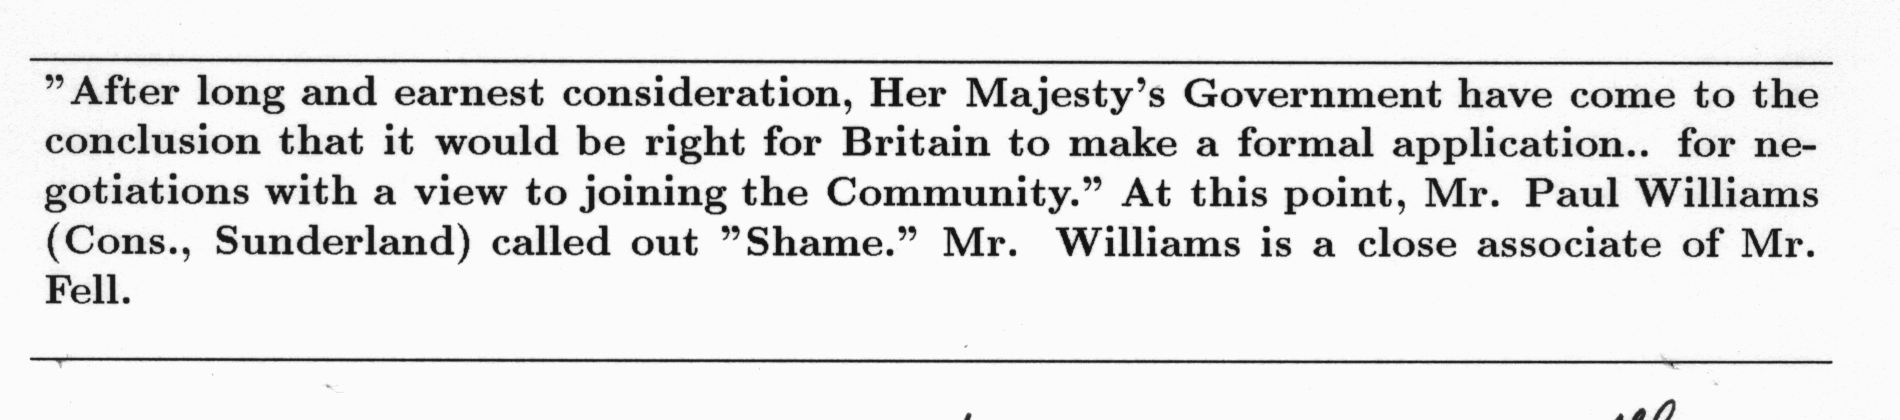 ”After long and earnest consideration, Her Majesty’s Government have come to the
conclusion that it would be right for Britain to make a formal application.. for ne-
gotiations with a view to joining the Community.” At this point, Mr. Paul Williams
(Cons., Sunderland) called out ”Shame.” Mr. Williams is a close associate of Mr.
Fell.